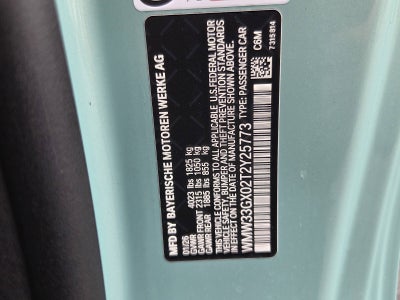 MFD BY BAYERISCHE MOTOREN WERKE AG
01/26
GVWR 4023 lbs 1825 kg
GAWR FRONT 2315 lbs 1050 kg
GAWR REAR 1885 lbs 855 kg
THIS VEHICLE CONFORMS TO ALL APPLICABLE U.S. FEDERAL MOTOR
VEHICLE SAFETY, BUMPER, AND THEFT PREVENTION STANDARDS
IN EFFECT ON THE DATE OF MANUFACTURE SHOWN ABOVE.
WMW33GX02T2Y25773 TYPE: PASSENGER CAR
C6M
7315814